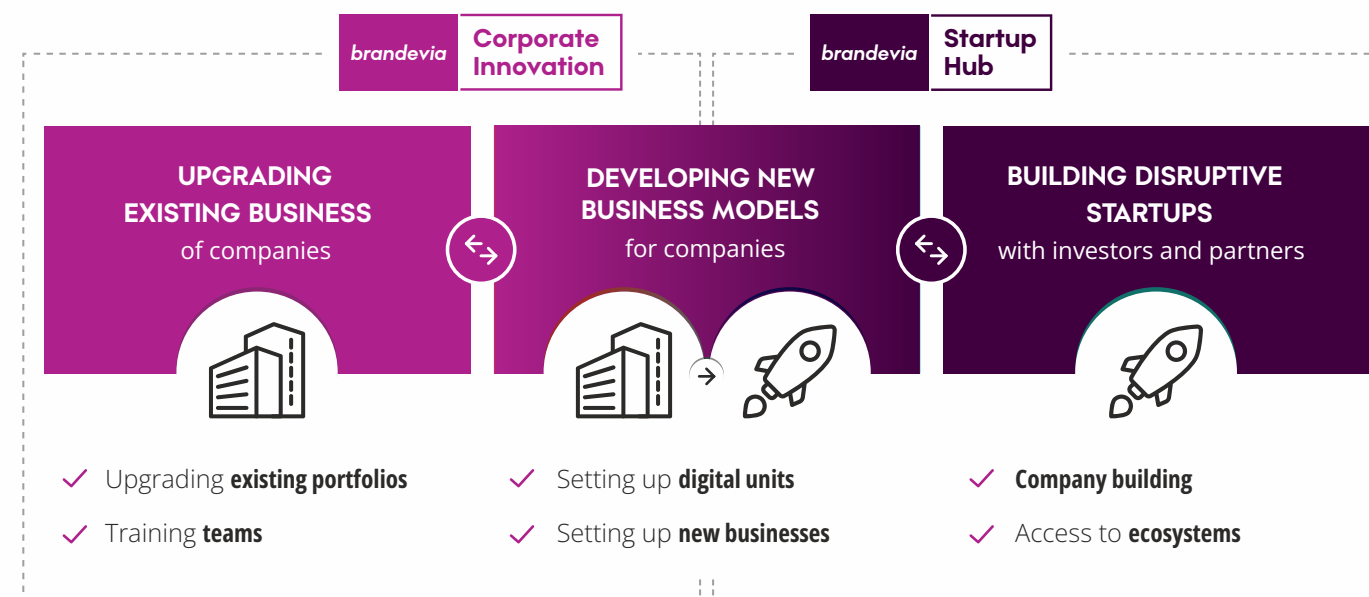 brandevia
Corporate
Innovation
brandevia
Startup
Hub
UPGRADING
EXISTING BUSINESS
of companies
DEVELOPING NEW
BUSINESS MODELS
for companies
BUILDING DISRUPTIVE
STARTUPS
with investors and partners
Upgrading existing portfolios
Training teams
Setting up digital units
Setting up new businesses
Company building
Access to ecosystems